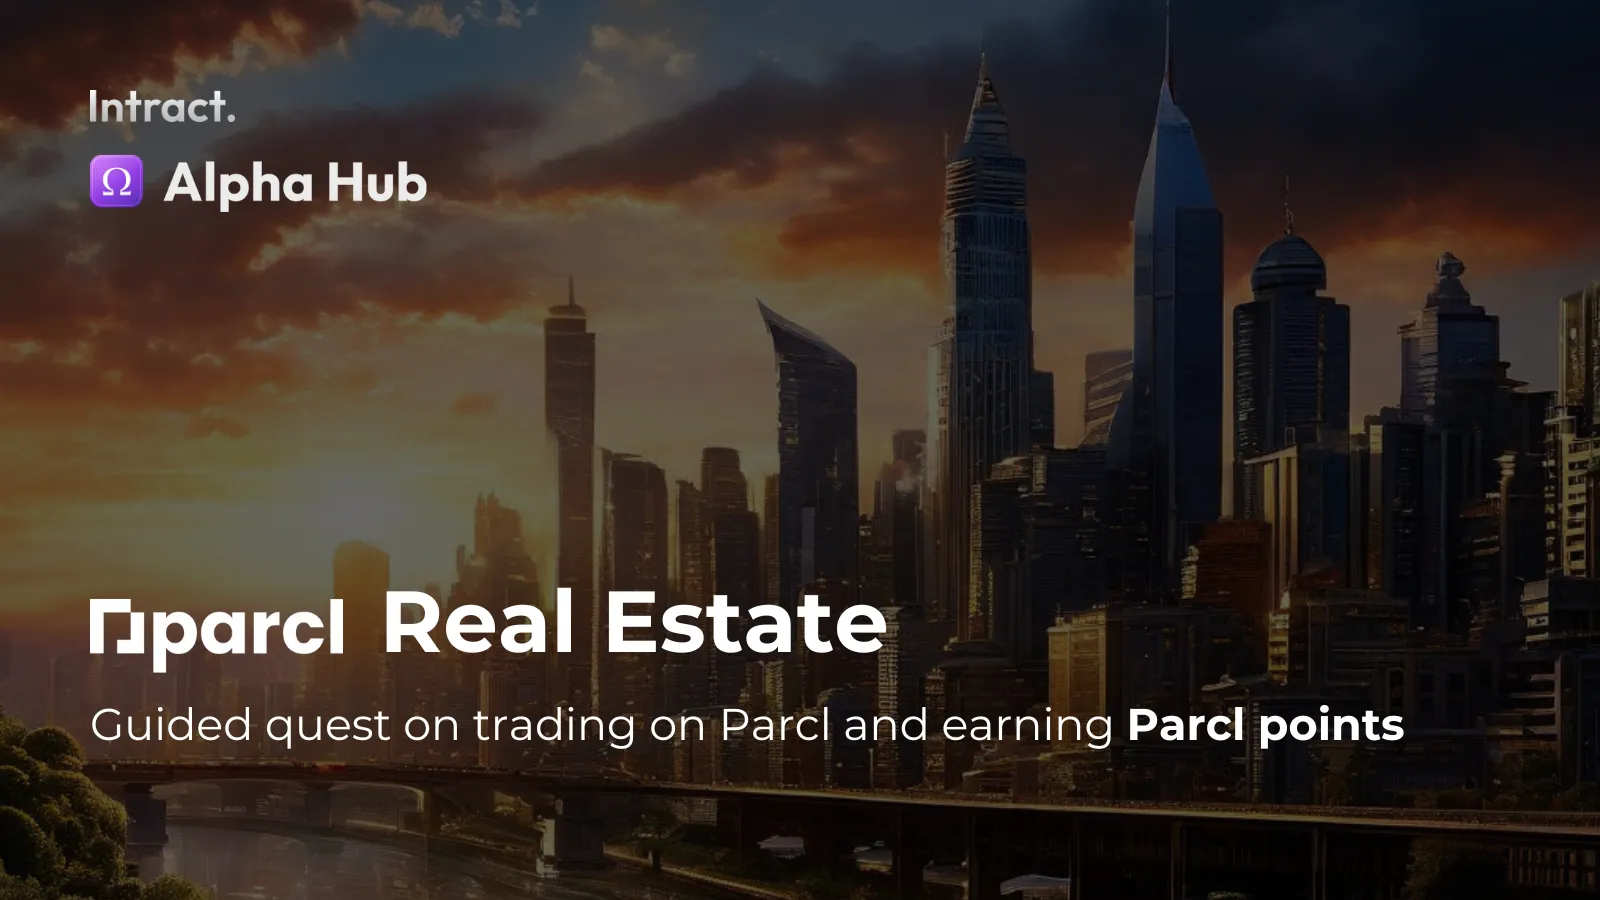 Intract.
Ω Alpha Hub
parcl Real Estate
Guided quest on trading on Parcl and earning Parcl points